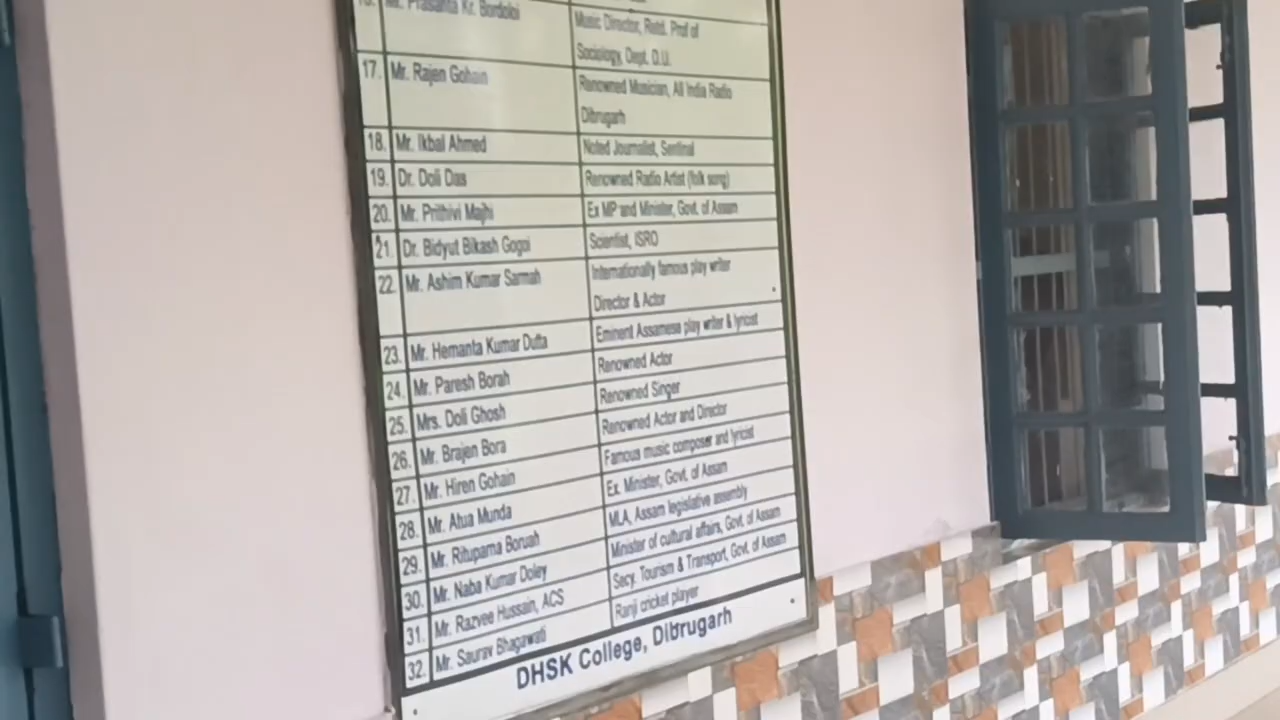 Mr. Prasanta Kr. Bordoloi Music Director, Retd. Prof of
Sociology, Dept. D.U.
17. Mr. Rajen Gohain Renowned Musician, All India Radio
Dibrugarh
18. Mr. Ikbal Ahmed Noted Journalist, Sentinal
19. Dr. Doli Das Renowned Radio Artist (folk song)
20. Mr. Prithivi Majhi Ex MP and Minister, Govt. of Assam
21. Dr. Bidyut Bikash Gogoi Scientist, ISRO
22. Mr. Ashim Kumar Sarmah Internationally famous play writer
Director & Actor
23. Mr. Hemanta Kumar Dutta Eminent Assamese play writer & lyricist
24. Mr. Paresh Borah Renowned Actor
25. Mrs. Doli Ghosh Renowned Singer
26. Mr. Brajen Bora Renowned Actor and Director
27. Mr. Hiren Gohain Famous music composer and lyricist
28. Mr. Atua Munda Ex. Minister, Govt. of Assam
29. Mr. Rituparna Boruah MLA, Assam legislative assembly
30. Mr. Naba Kumar Doley Minister of cultural affairs, Govt. of Assam
31. Mr. Razvee Hussain, ACS Secy. Tourism & Transport, Govt. of Assam
32. Mr. Saurav Bhagawati Ranji cricket player
DHSK College, Dibrugarh